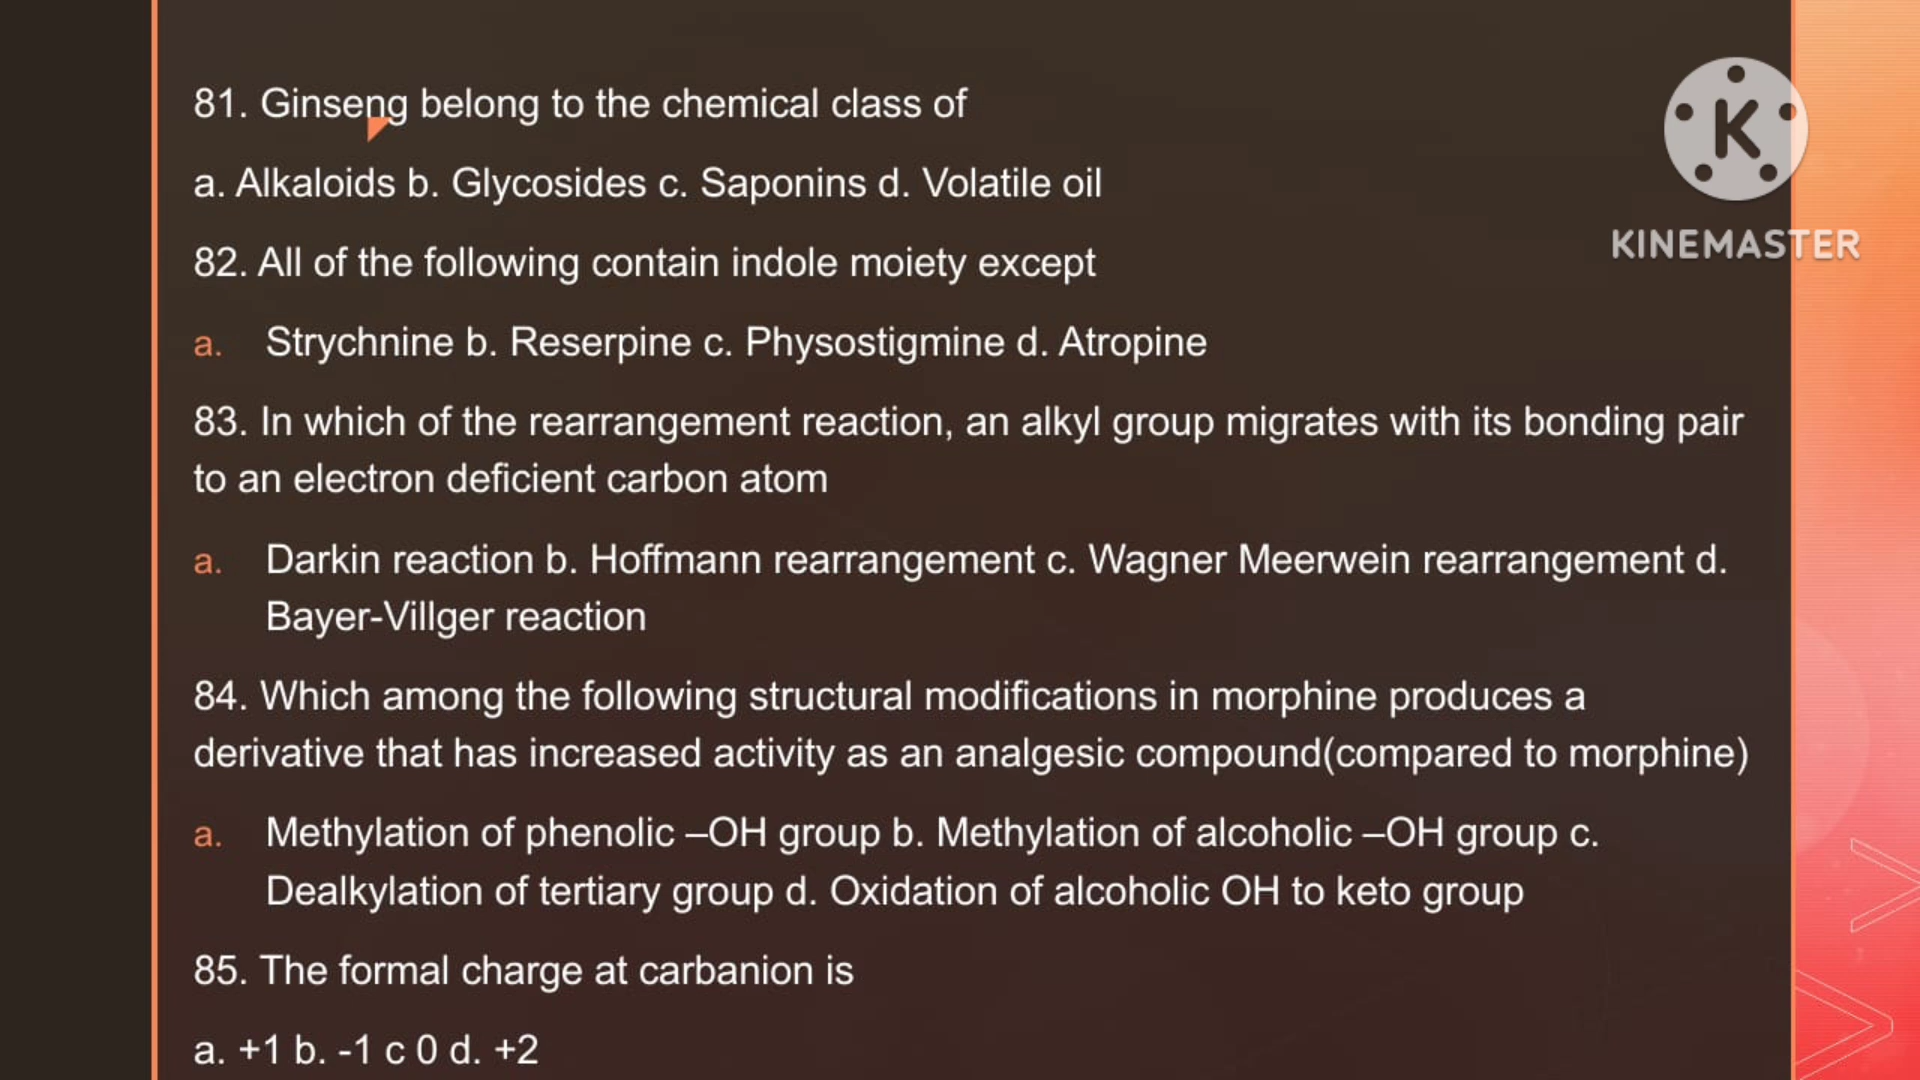 81. Ginseng belong to the chemical class of
a. Alkaloids b. Glycosides c. Saponins d. Volatile oil
82. All of the following contain indole moiety except
a. Strychnine b. Reserpine c. Physostigmine d. Atropine
83. In which of the rearrangement reaction, an alkyl group migrates with its bonding pair
to an electron deficient carbon atom
a. Darkin reaction b. Hoffmann rearrangement c. Wagner Meerwein rearrangement d.
Bayer-Villger reaction
84. Which among the following structural modifications in morphine produces a
derivative that has increased activity as an analgesic compound(compared to morphine)
a. Methylation of phenolic –OH group b. Methylation of alcoholic –OH group c.
Dealkylation of tertiary group d. Oxidation of alcoholic OH to keto group
85. The formal charge at carbanion is
a. +1 b. -1 c 0 d. +2
K
KINEMASTER